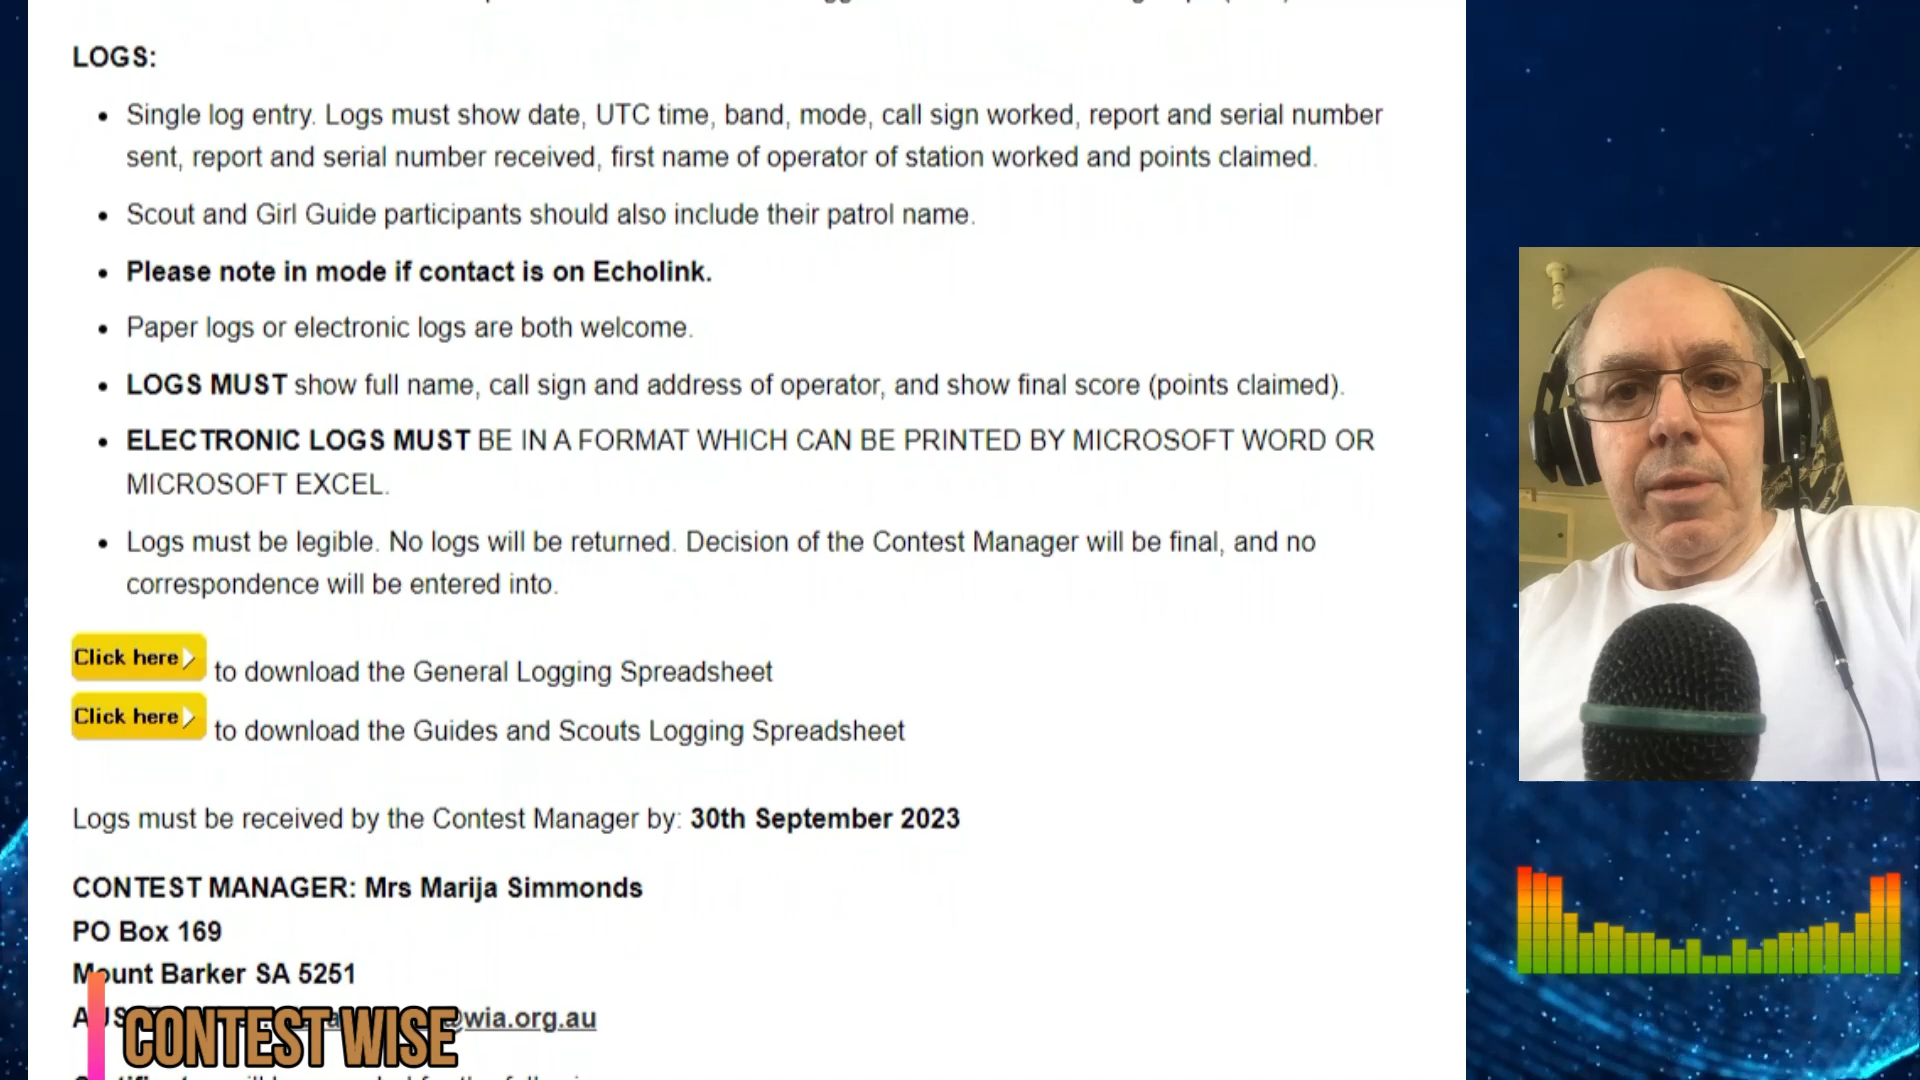 LOGS:
Single log entry. Logs must show date, UTC time, band, mode, call sign worked, report and serial number
sent, report and serial number received, first name of operator of station worked and points claimed.
Scout and Girl Guide participants should also include their patrol name.
Please note in mode if contact is on Echolink.
Paper logs or electronic logs are both welcome.
LOGS MUST show full name, call sign and address of operator, and show final score (points claimed).
ELECTRONIC LOGS MUST BE IN A FORMAT WHICH CAN BE PRINTED BY MICROSOFT WORD OR
MICROSOFT EXCEL.
Logs must be legible. No logs will be returned. Decision of the Contest Manager will be final, and no
correspondence will be entered into.
Click here to download the General Logging Spreadsheet
Click here to download the Guides and Scouts Logging Spreadsheet
Logs must be received by the Contest Manager by: 30th September 2023
CONTEST MANAGER: Mrs Marija Simmonds
PO Box 169
Mount Barker SA 5251
@wia.org.au
CONTEST WISE